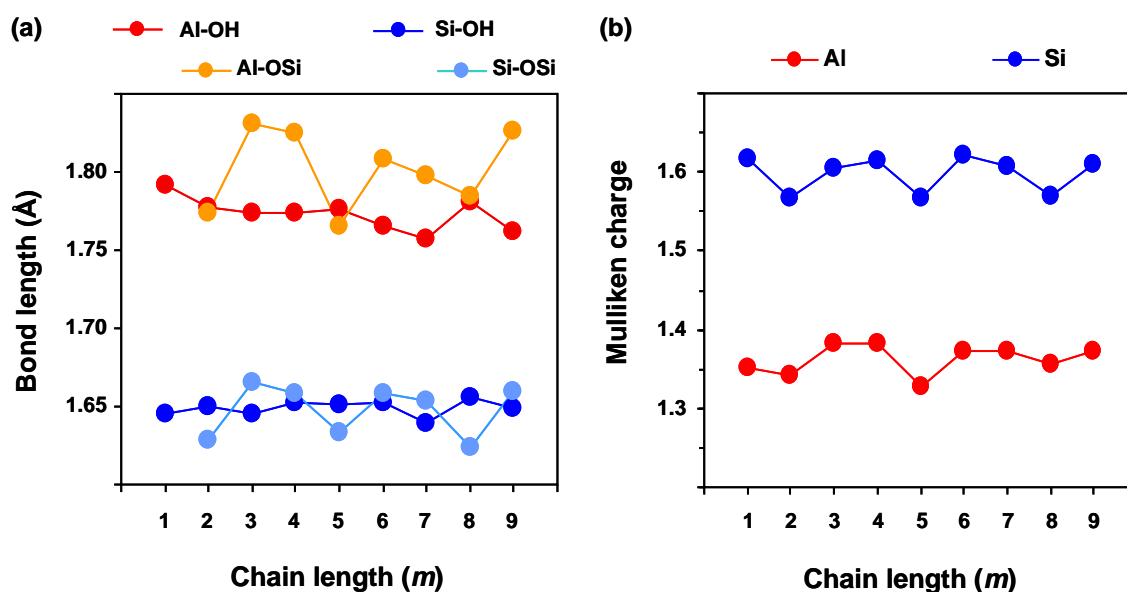 (a)
Al-OH
Si-OH
Al-OSi
Si-OSi
Bond length (Å)
1.80
1.75
1.70
1.65
1 2 3 4 5 6 7 8 9
Chain length (m)
(b)
Al
Si
Mulliken charge
1.6
1.5
1.4
1.3
1 2 3 4 5 6 7 8 9
Chain length (m)